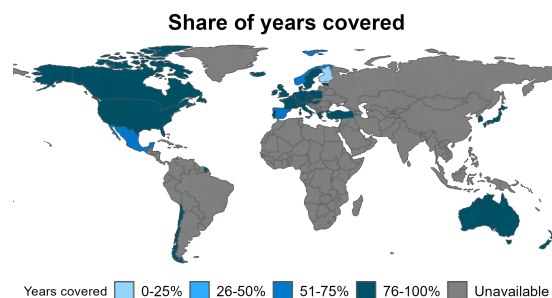 Share of years covered
Years covered 0-25% 26-50% 51-75% 76-100% Unavailable